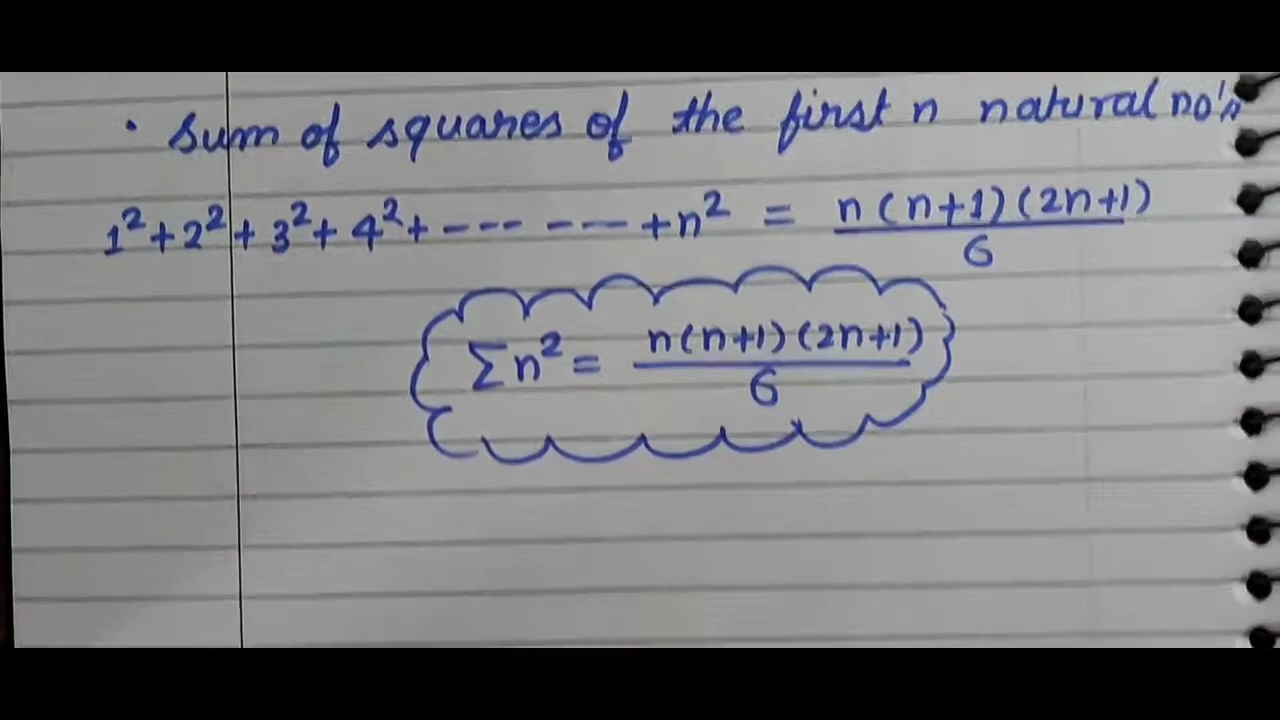 • Sum of squares of the first n natural no's
1² + 2² + 3² + 4² + --- --- + n² = n(n+1)(2n+1)/6
Σn² = n(n+1)(2n+1)/6